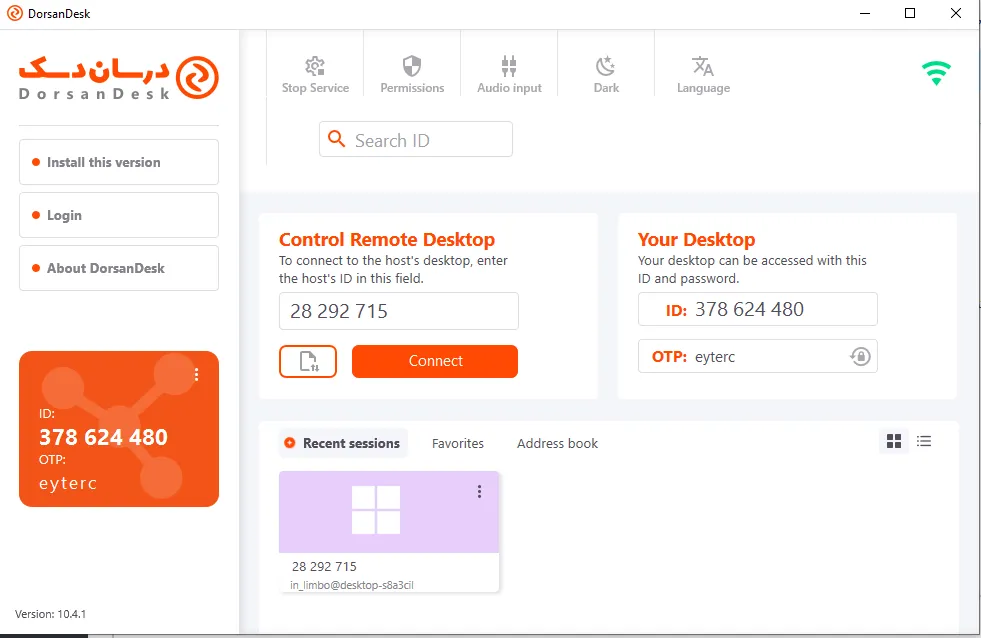 DorsanDesk
درسان‌دسک
DorsanDesk
Install this version
Login
About DorsanDesk
ID:
378 624 480
OTP:
eyterc
Version: 10.4.1
Stop Service
Permissions
Audio input
Dark
Language
Search ID
Control Remote Desktop
To connect to the host's desktop, enter
the host's ID in this field.
28 292 715
Connect
Your Desktop
Your desktop can be accessed with this
ID and password.
ID: 378 624 480
OTP: eyterc
Recent sessions
Favorites
Address book
28 292 715
in_limbo@desktop-s8a3cil